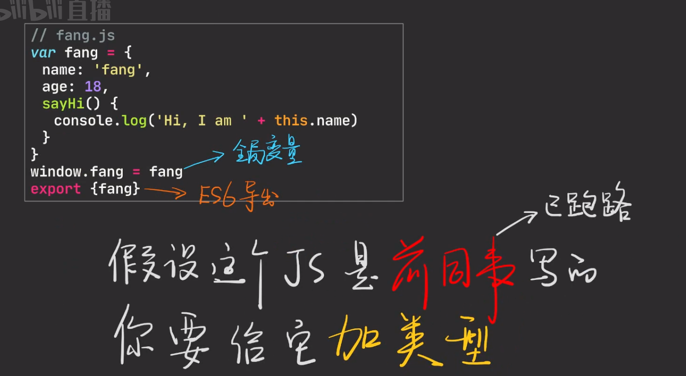 bilibili直播
// fang.js
var fang = {
name: 'fang',
age: 18,
sayHi() {
console.log('Hi, I am ' + this.name)
}
}
window.fang = fang
全局变量
export {fang}
ES6导出
已跑路
假设这个JS是前同事写的
你要给它加类型